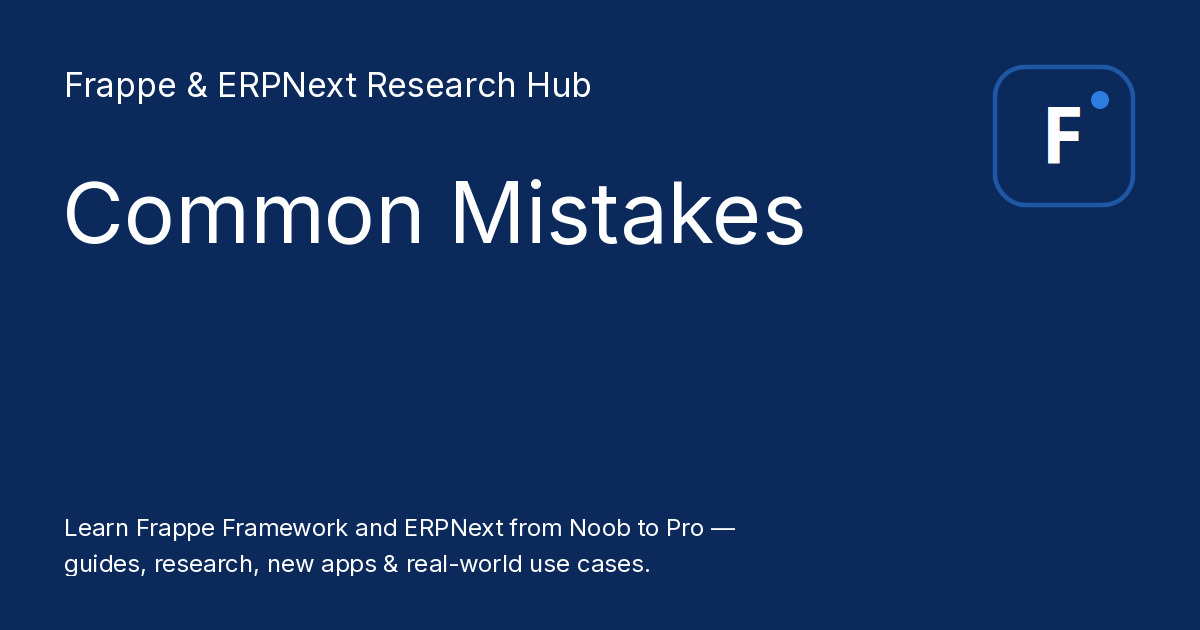 Frappe & ERPNext Research Hub
F
Common Mistakes
Learn Frappe Framework and ERPNext from Noob to Pro —
guides, research, new apps & real-world use cases.